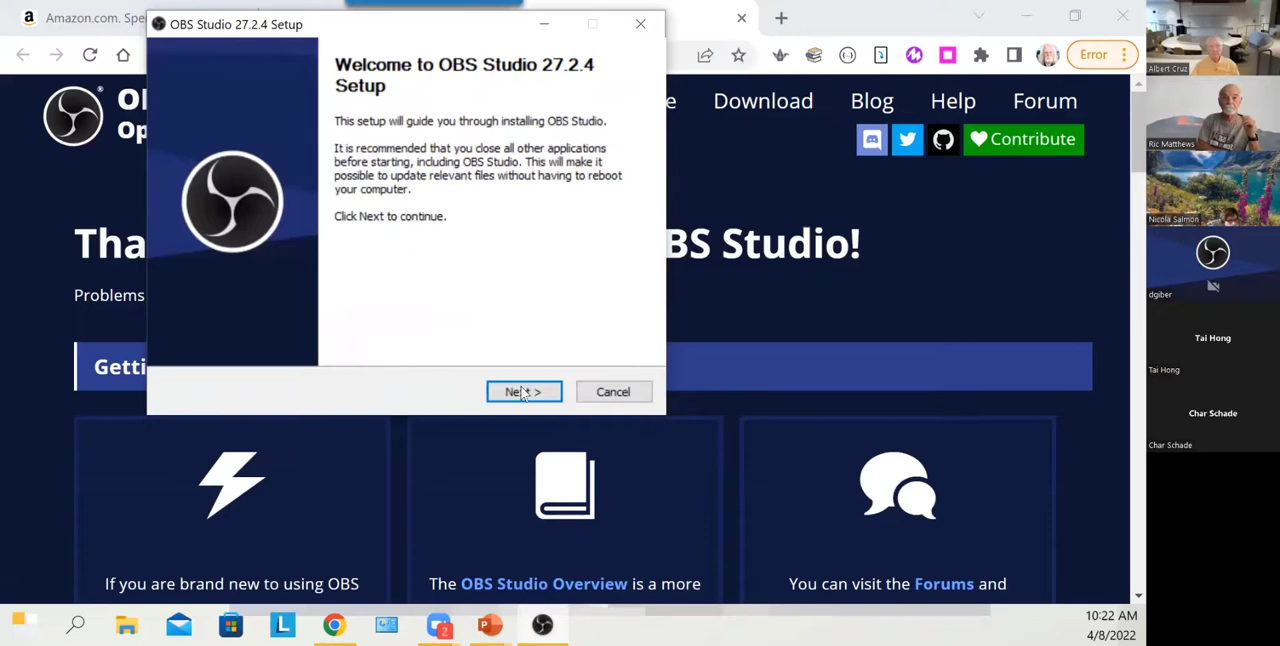 Amazon.com. Spe
OBS Studio 27.2.4 Setup
Error
Welcome to OBS Studio 27.2.4
Setup
This setup will guide you through installing OBS Studio.
It is recommended that you close all other applications
before starting, including OBS Studio. This will make it
possible to update relevant files without having to reboot
your computer.
Click Next to continue.
Next >
Cancel
Op
e
Download
Blog
Help
Forum
Contribute
Tha
BS Studio!
Problems
Getti
If you are brand new to using OBS
The OBS Studio Overview is a more
You can visit the Forums and
Albert Cruz
Ric Matthews
Nicola Salmon
dgiber
Tai Hong
Tai Hong
Char Schade
Char Schade
L
2
P
10:22 AM
4/8/2022